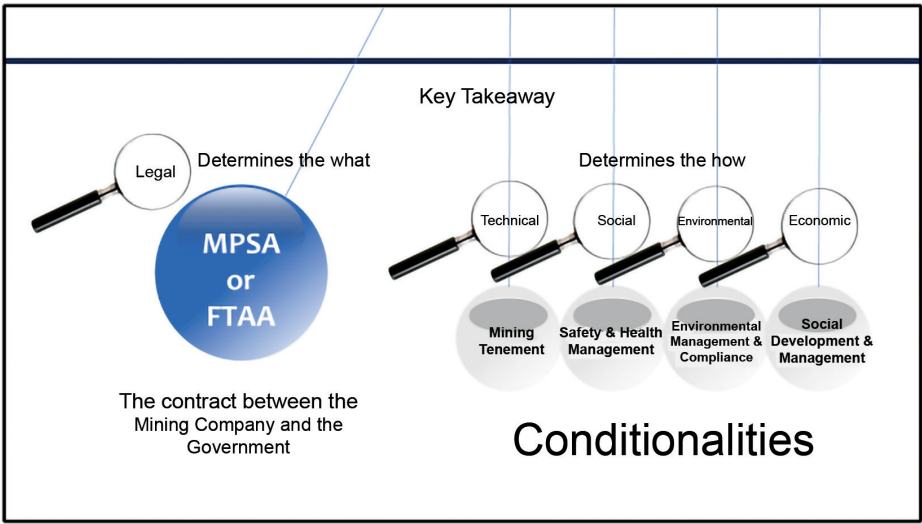 Key Takeaway
Legal
Determines the what
MPSA
or
FTAA
The contract between the
Mining Company and the
Government
Determines the how
Technical
Social
Environmental
Economic
Mining
Tenement
Safety & Health
Management
Environmental
Management &
Compliance
Social
Development &
Management
Conditionalities